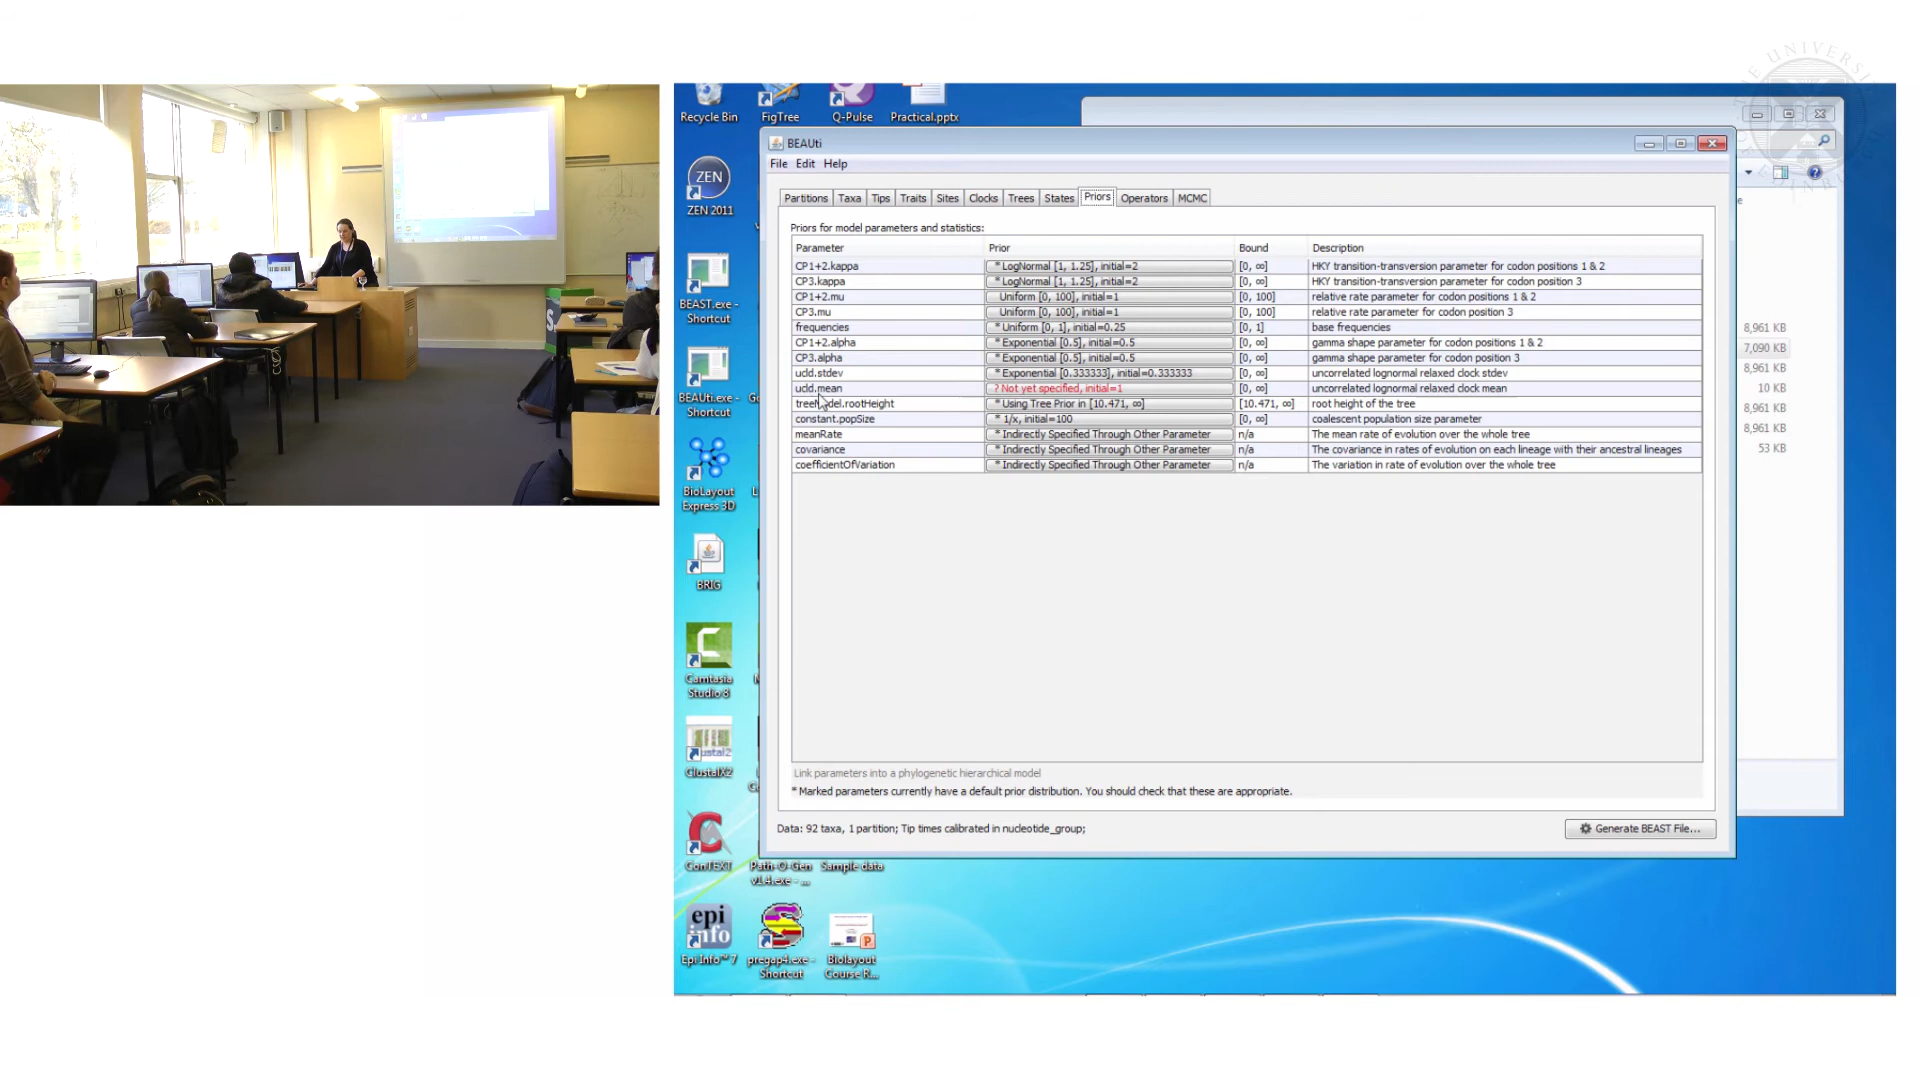 Recycle Bin
FigTree
Q-Pulse
Practical.pptx
ZEN
ZEN 2011
BEAST.exe -
Shortcut
BEAUti.exe -
Shortcut
BioLayout
Express 3D
BRIG
Camtasia
Studio 8
ClustalX2
ConTEXT
Path-O-Gen
v1.4.exe - ...
Sample data
epi
info
Epi Info™ 7
pregap4.exe -
Shortcut
Biolayout
Course R...
BEAUti
File Edit Help
Partitions Taxa Tips Traits Sites Clocks Trees States Priors Operators MCMC
Priors for model parameters and statistics:
Parameter Prior Bound Description
CP1+2.kappa * LogNormal [1, 1.25], initial=2 [0, ∞] HKY transition-transversion parameter for codon positions 1 & 2
CP3.kappa * LogNormal [1, 1.25], initial=2 [0, ∞] HKY transition-transversion parameter for codon position 3
CP1+2.mu Uniform [0, 100], initial=1 [0, 100] relative rate parameter for codon positions 1 & 2
CP3.mu Uniform [0, 100], initial=1 [0, 100] relative rate parameter for codon position 3
frequencies * Uniform [0, 1], initial=0.25 [0, 1] base frequencies
CP1+2.alpha * Exponential [0.5], initial=0.5 [0, ∞] gamma shape parameter for codon positions 1 & 2
CP3.alpha * Exponential [0.5], initial=0.5 [0, ∞] gamma shape parameter for codon position 3
ucld.stdev * Exponential [0.333333], initial=0.333333 [0, ∞] uncorrelated lognormal relaxed clock stdev
ucld.mean ? Not yet specified, initial=1 [0, ∞] uncorrelated lognormal relaxed clock mean
treeModel.rootHeight * Using Tree Prior in [10.471, ∞] [10.471, ∞] root height of the tree
constant.popSize * 1/x, initial=100 [0, ∞] coalescent population size parameter
meanRate * Indirectly Specified Through Other Parameter n/a The mean rate of evolution over the whole tree
covariance * Indirectly Specified Through Other Parameter n/a The covariance in rates of evolution on each lineage with their ancestral lineages
coefficientOfVariation * Indirectly Specified Through Other Parameter n/a The variation in rates of evolution over the whole tree
Link parameters into a phylogenetic hierarchical model
* Marked parameters currently have a default prior distribution. You should check that these are appropriate.
Data: 92 taxa, 1 partition; Tip times calibrated in nucleotide_group;
Generate BEAST File...
8,961 KB
7,090 KB
8,961 KB
10 KB
8,961 KB
8,961 KB
53 KB